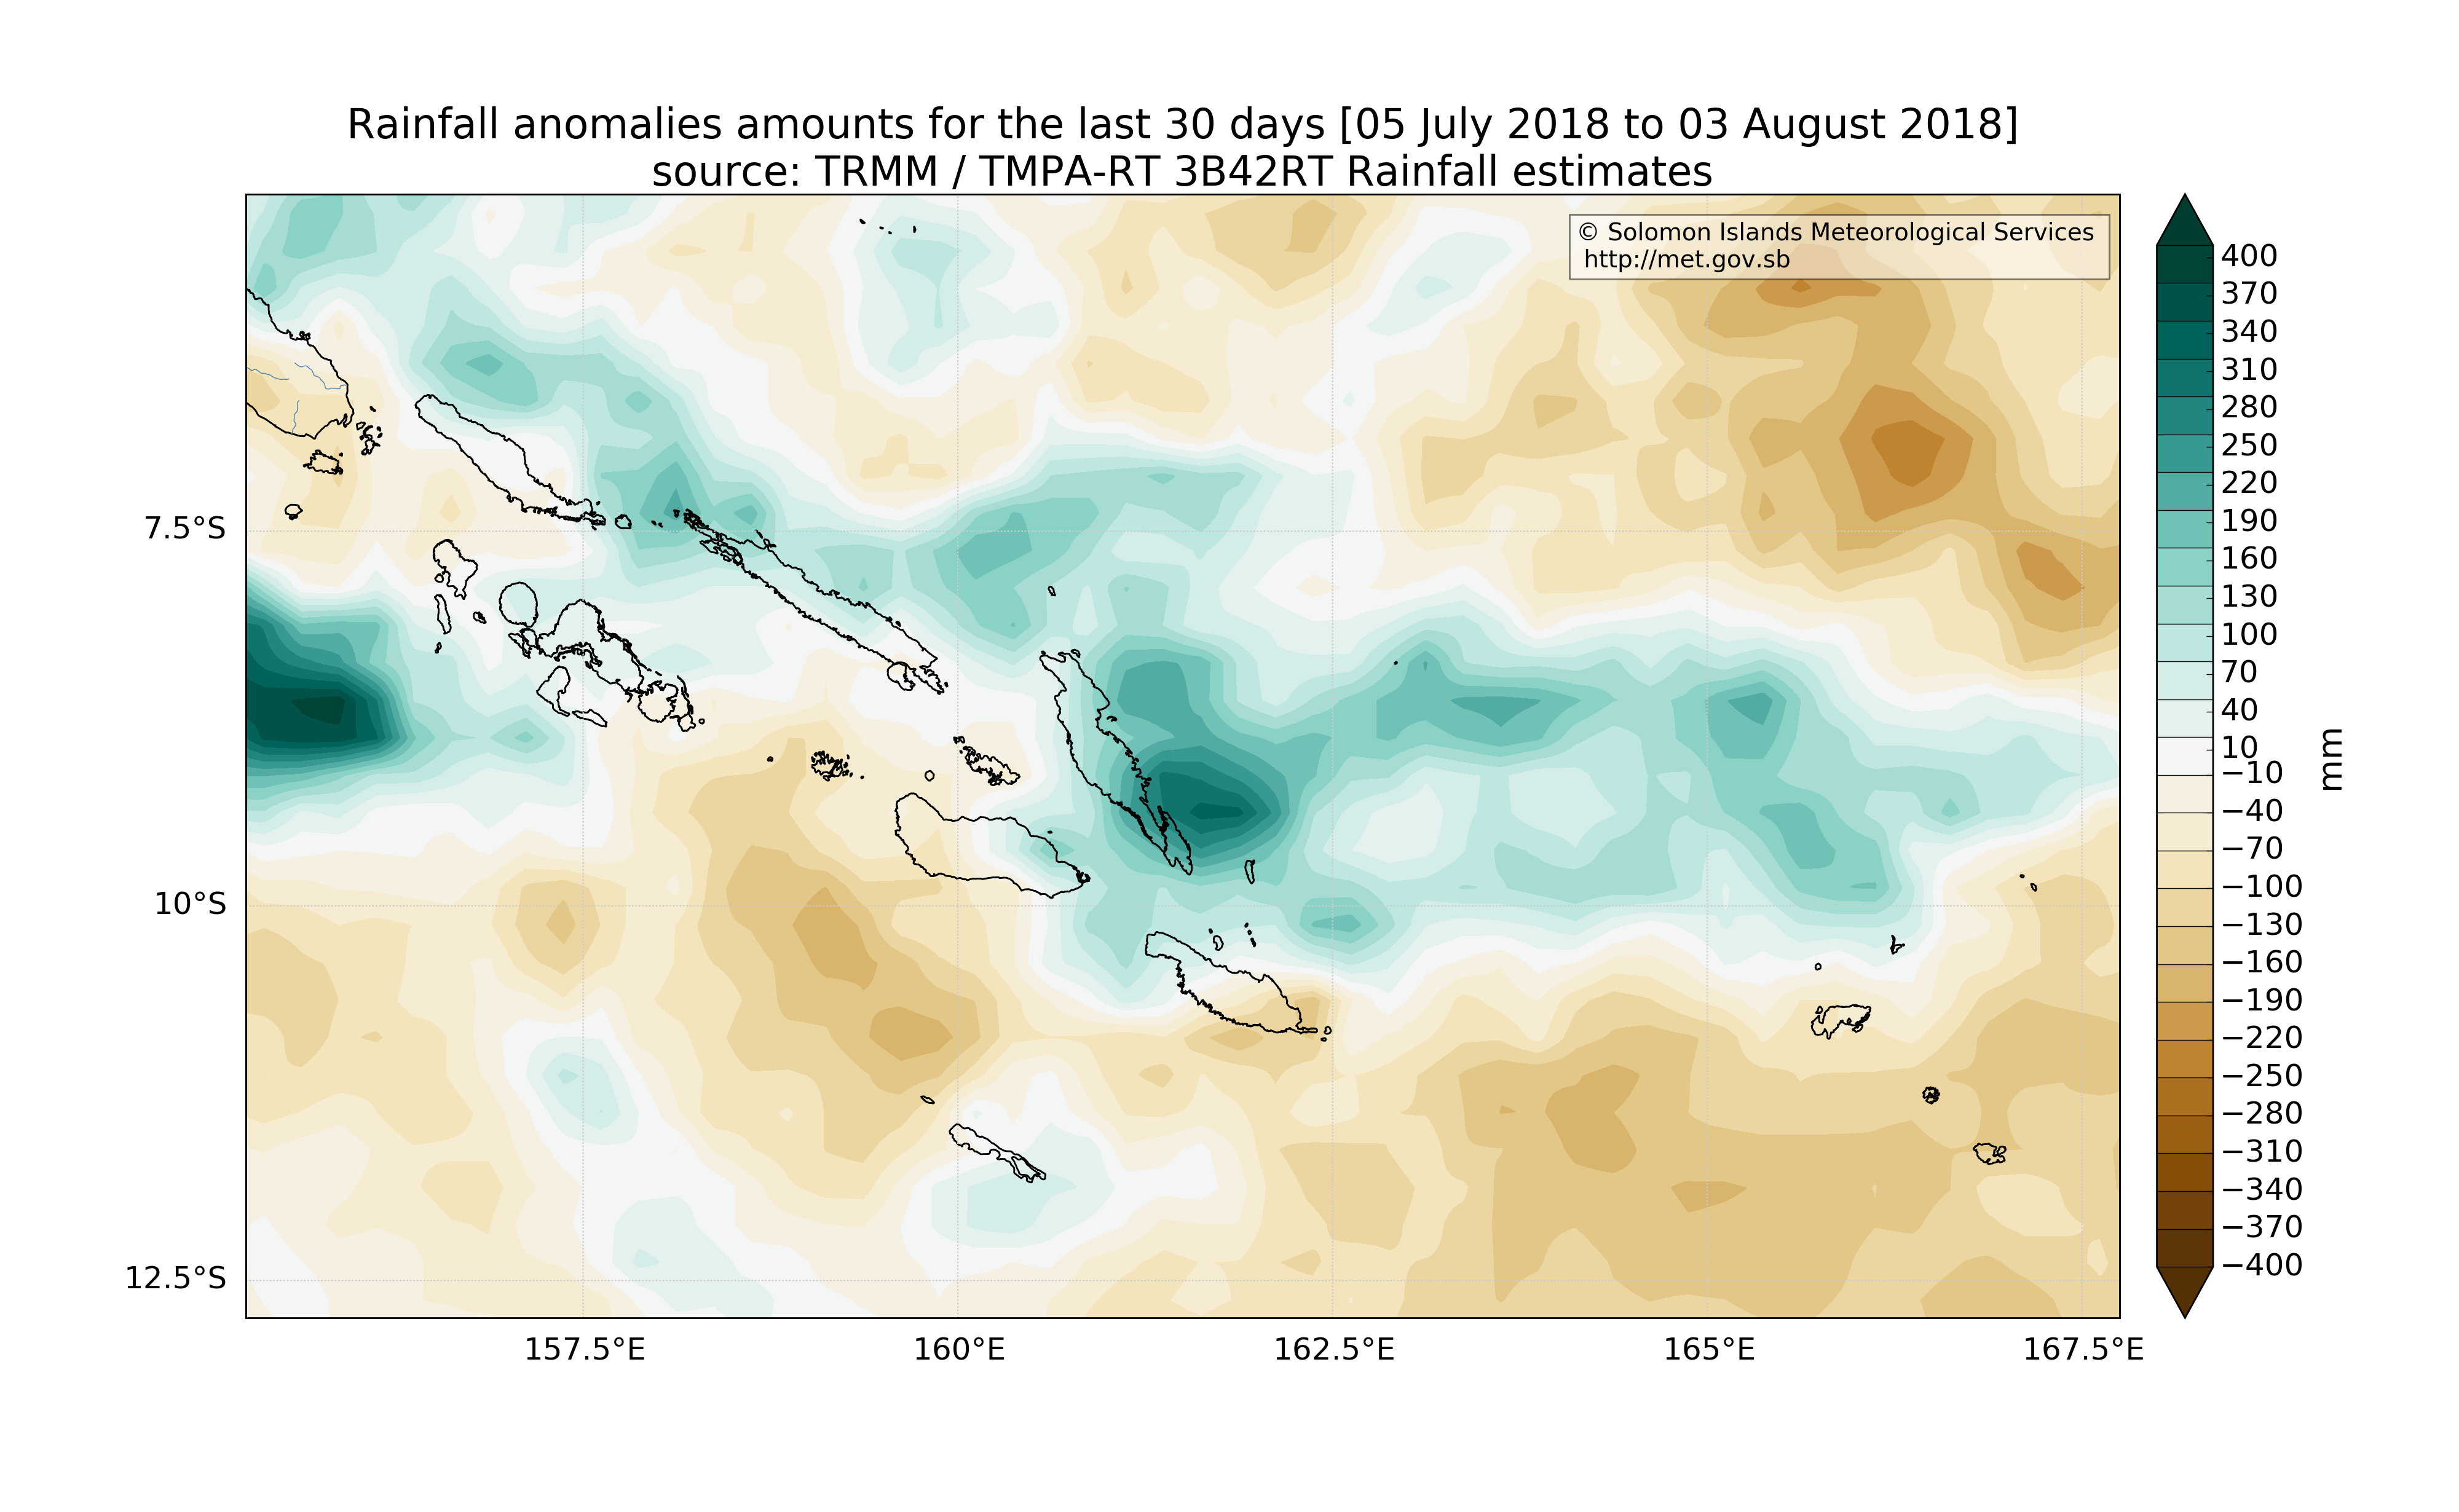 Rainfall anomalies amounts for the last 30 days [05 July 2018 to 03 August 2018]
source: TRMM / TMPA-RT 3B42RT Rainfall estimates
© Solomon Islands Meteorological Services
http://met.gov.sb
7.5°S
10°S
12.5°S
157.5°E
160°E
162.5°E
165°E
167.5°E
400
370
340
310
280
250
220
190
160
130
100
70
40
10
−10
−40
−70
−100
−130
−160
−190
−220
−250
−280
−310
−340
−370
−400
mm